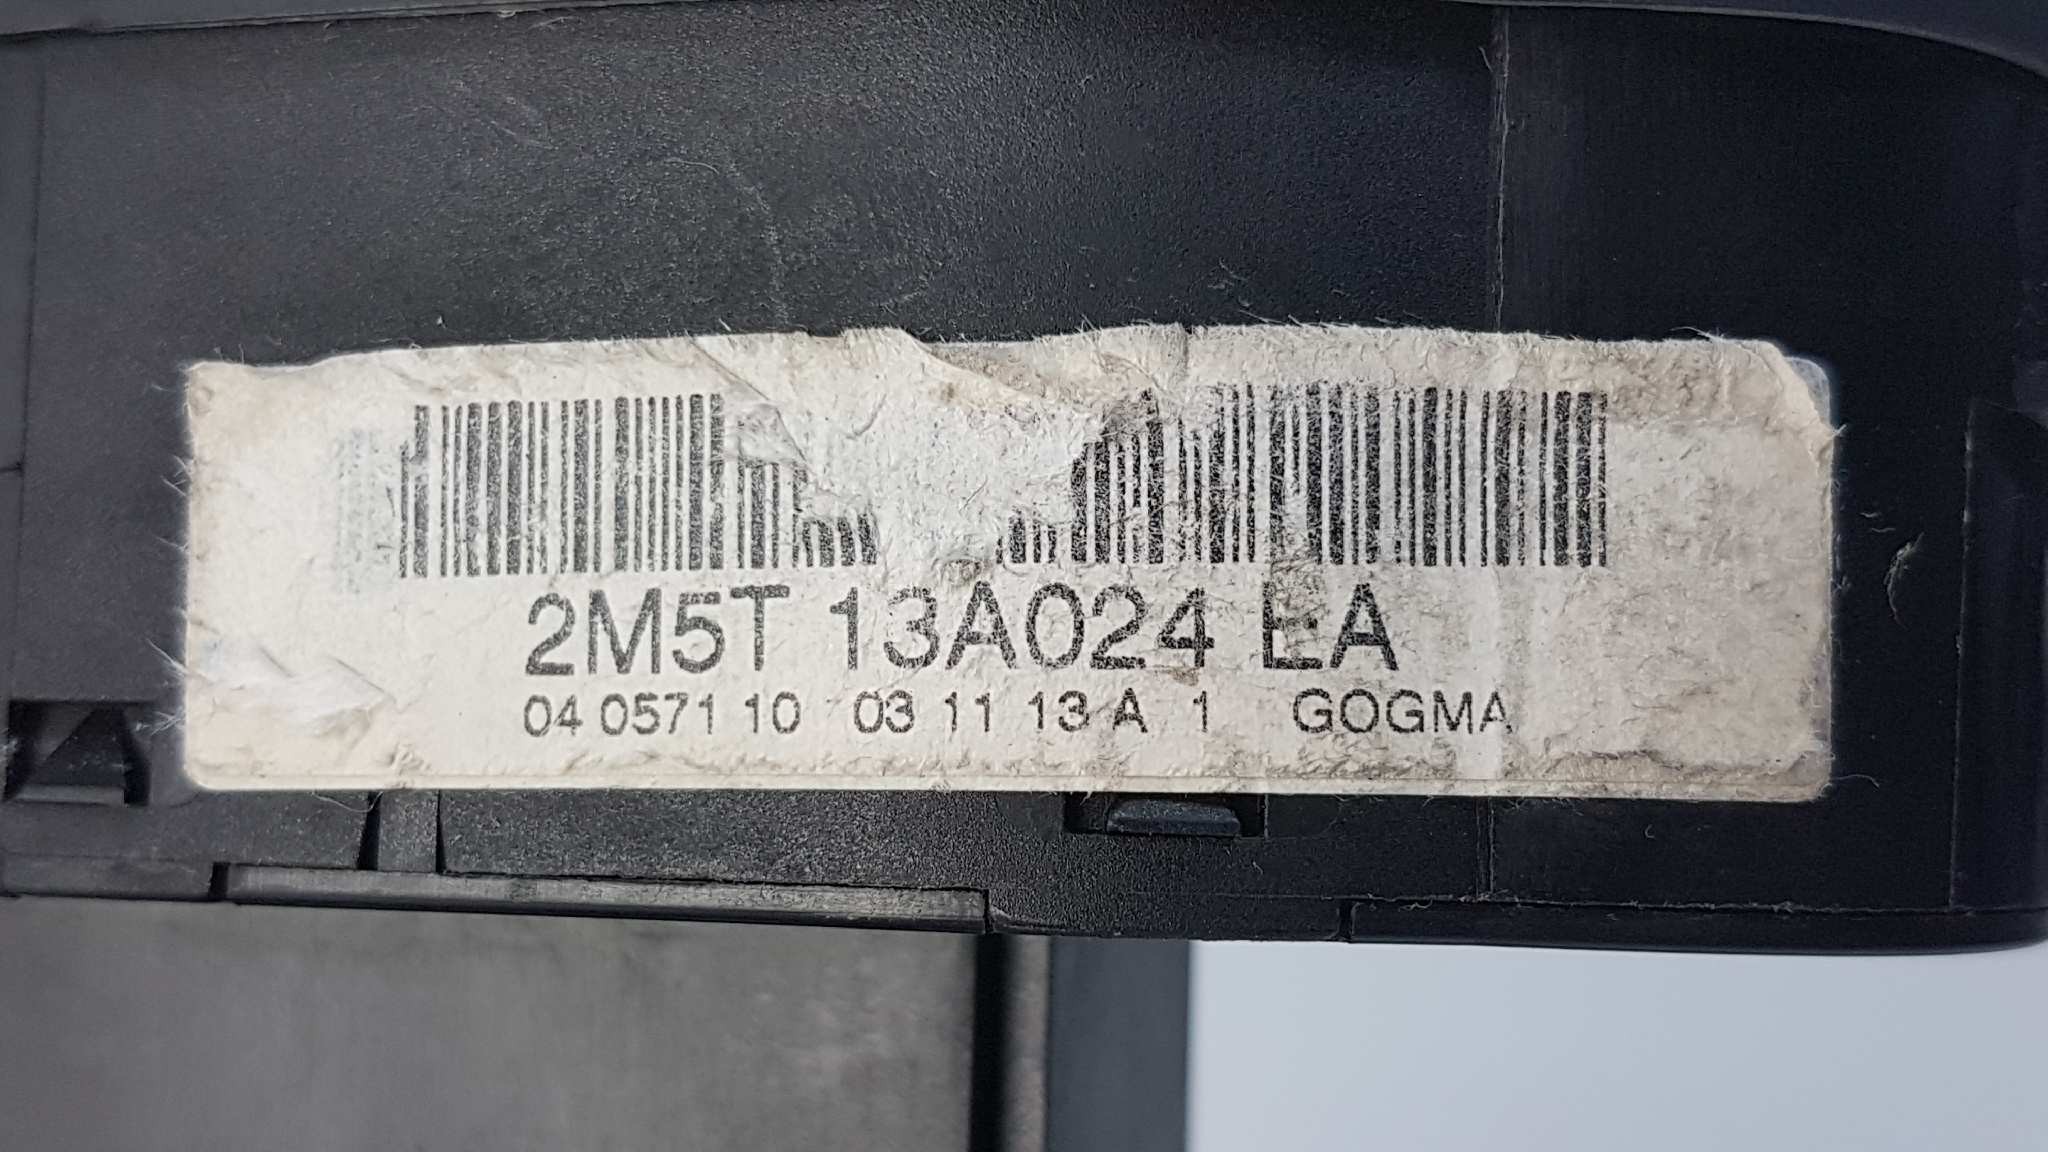 2M5T 13A024 EA
04 0571 10 03 11 13 A 1 GOGMA